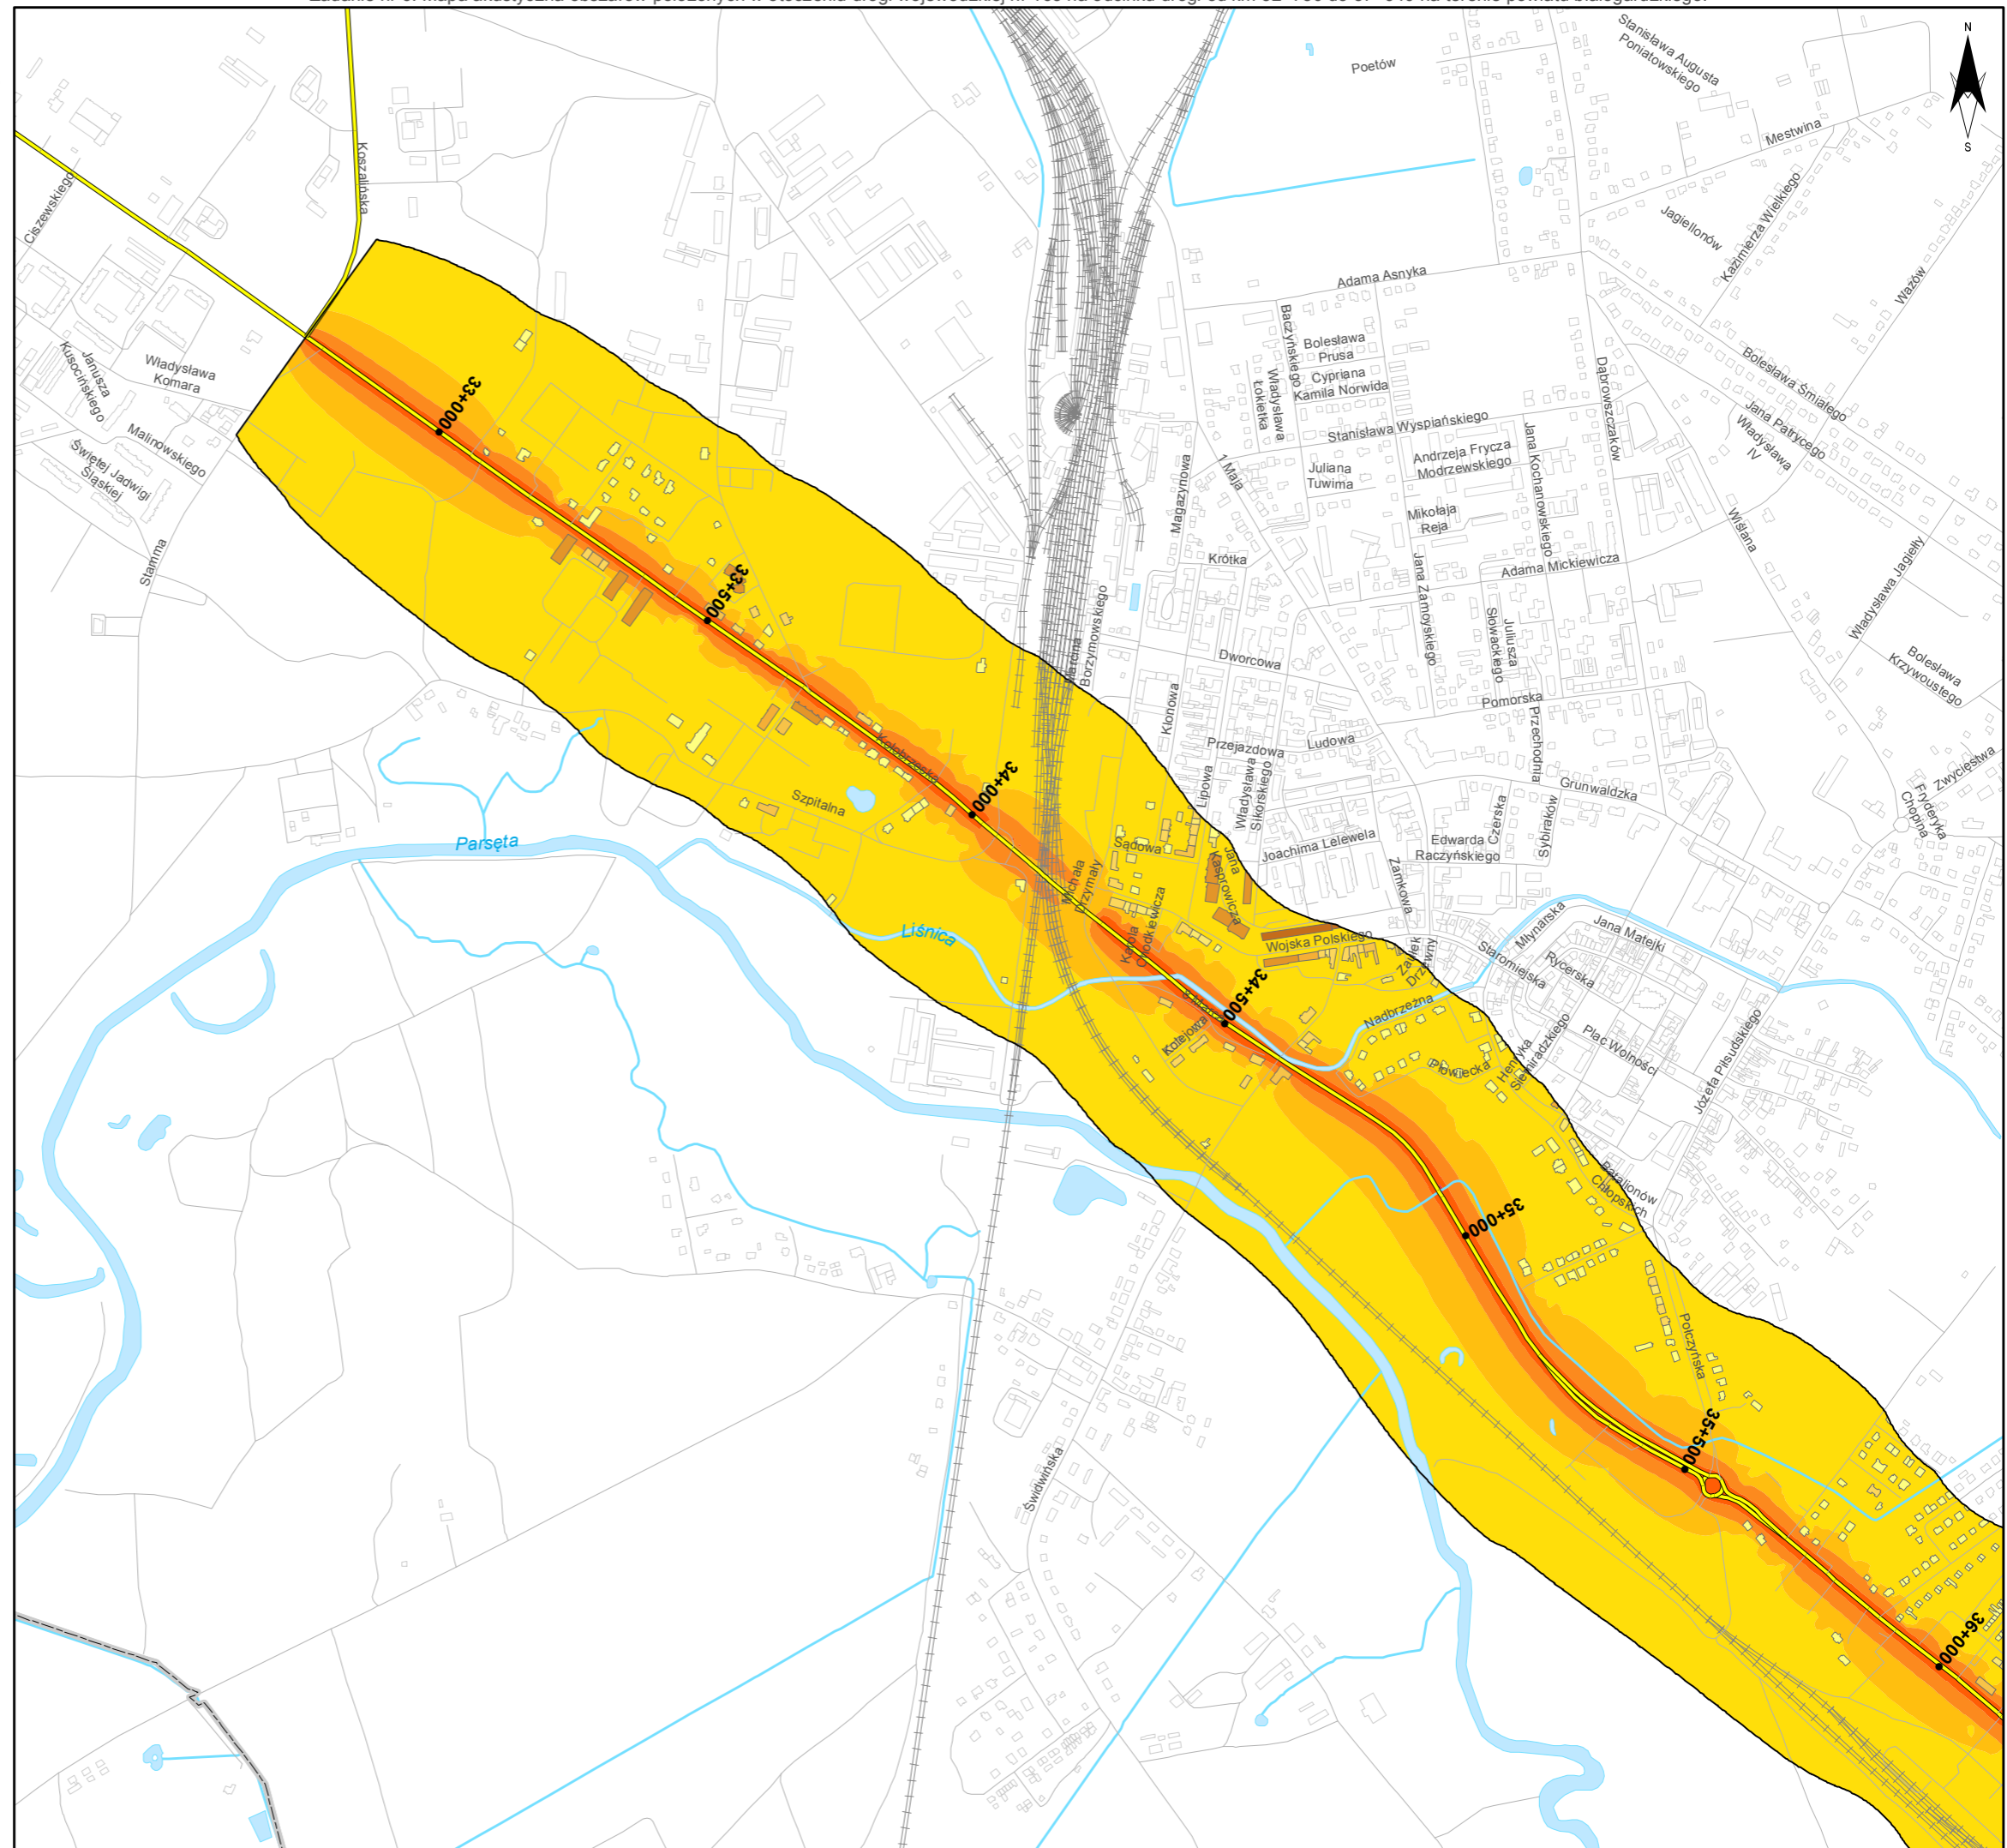 Poetów
Stanisława Augusta
Poniatowskiego
N
S
Mestwina
Koszalińska
Ciszewskiego
Jagiellonów
Kazimierza Wielkiego
Wazów
Adama Asnyka
Baczyńskiego
Bolesława
Prusa
Cypriana
Kamila Norwida
Władysława
Łokietka
Dąbrowszczaków
Bolesława Śmiałego
Jana Patrycego
Władysława
IV
Janusza
Kusocińskiego
Władysława
Komara
33+000
Malinowskiego
Świętej Jadwigi
Śląskiej
Stanisława Wyspiańskiego
Andrzeja Frycza
Modrzewskiego
Jana Kochanowskiego
1 Maja
Juliana
Tuwima
Magazynowa
Mikołaja
Reja
Wiślana
Stamma
33+500
Krótka
Adama Mickiewicza
Jana Zamoyskiego
Juliusza
Słowackiego
Władysława Jagiełły
Marcina
Borzymowskiego
Dworcowa
Bolesława
Krzywoustego
Klonowa
Pomorska
Przechodnia
Przejazdowa
Ludowa
Kołobrzeska
34+000
Szpitalna
Lipowa
Władysława
Sikorskiego
Grunwaldzka
Zwycięstwa
Fryderyka
Chopina
Parsęta
Sądowa
Joachima Lelewela
Edwarda
Raczyńskiego
Czerska
Sybiraków
Michała
Drzymały
Jana
Kasprowicza
Zamkowa
Liśnica
Karola
Chodkiewicza
Wojska Polskiego
Zaułek
Drzewny
Młynarska
Jana Matejki
Staromiejska
Rycerska
34+500
Nadbrzeżna
Kolejowa
Pływiecka
Henryka
Siemiradzkiego
Plac Wolności
Józefa Piłsudskiego
Batalionów
Chłopskich
35+000
Połczyńska
35+500
Świdwińska
36+000